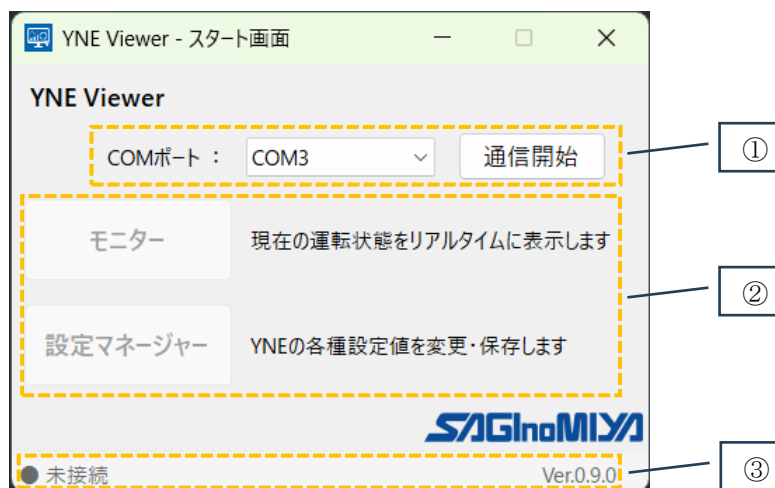 YNE Viewer - スタート画面
YNE Viewer
COMポート : COM3 通信開始
①
モニター 現在の運転状態をリアルタイムに表示します
②
設定マネージャー YNEの各種設定値を変更・保存します
SAGInoMIYA
未接続 Ver.0.9.0
③